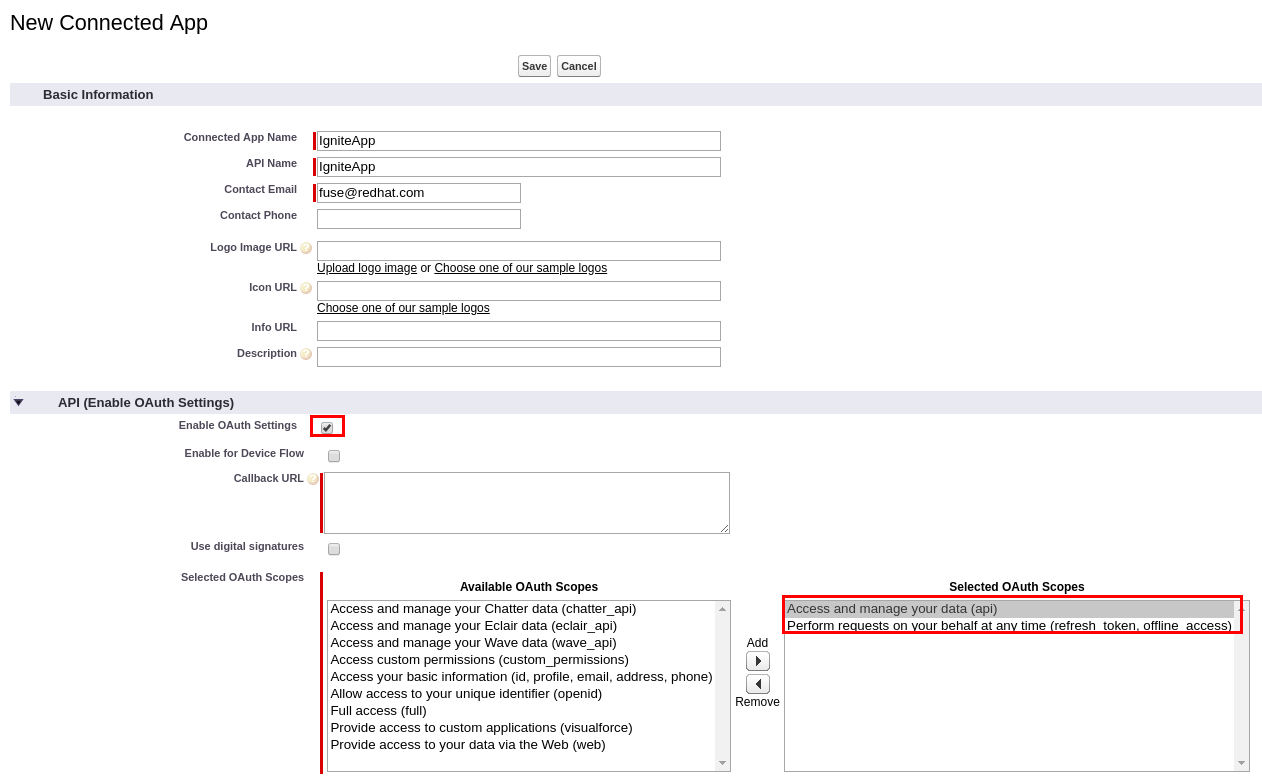 New Connected App
Save Cancel
Basic Information
Connected App Name IgniteApp
API Name IgniteApp
Contact Email fuse@redhat.com
Contact Phone
Logo Image URL ?
Upload logo image or Choose one of our sample logos
Icon URL ?
Choose one of our sample logos
Info URL
Description ?
API (Enable OAuth Settings)
Enable OAuth Settings
Enable for Device Flow
Callback URL ?
Use digital signatures
Selected OAuth Scopes
Available OAuth Scopes
Access and manage your Chatter data (chatter_api)
Access and manage your Eclair data (eclair_api)
Access and manage your Wave data (wave_api)
Access custom permissions (custom_permissions)
Access your basic information (id, profile, email, address, phone)
Allow access to your unique identifier (openid)
Full access (full)
Provide access to custom applications (visualforce)
Provide access to your data via the Web (web)
Add
Remove
Selected OAuth Scopes
Access and manage your data (api)
Perform requests on your behalf at any time (refresh_token, offline_access)